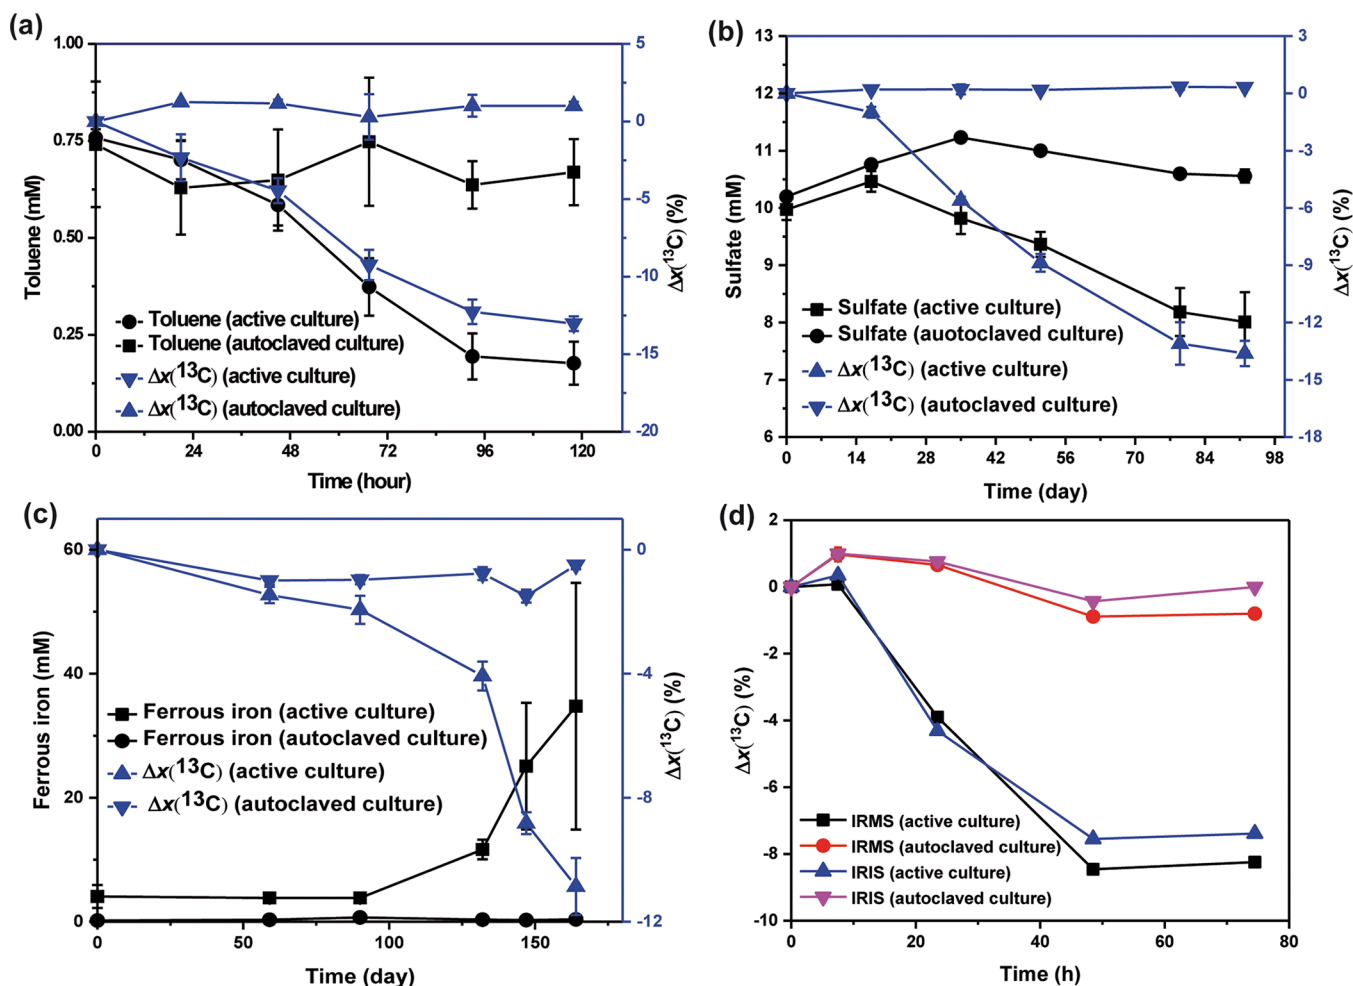 (a)
1.00
0.75
0.50
0.25
0.00
Toluene (mM)
5
0
-5
-10
-15
-20
Δx(¹³C) (%)
Toluene (active culture)
Toluene (autoclaved culture)
Δx(¹³C) (active culture)
Δx(¹³C) (autoclaved culture)
0 24 48 72 96 120
Time (hour)
(b)
13
12
11
10
9
8
7
6
Sulfate (mM)
3
0
-3
-6
-9
-12
-15
-18
Δx(¹³C) (%)
Sulfate (active culture)
Sulfate (auotoclaved culture)
Δx(¹³C) (active culture)
Δx(¹³C) (autoclaved culture)
0 14 28 42 56 70 84 98
Time (day)
(c)
60
40
20
0
Ferrous iron (mM)
0
-4
-8
-12
Δx(¹³C) (%)
Ferrous iron (active culture)
Ferrous iron (autoclaved culture)
Δx(¹³C) (active culture)
Δx(¹³C) (autoclaved culture)
0 50 100 150
Time (day)
(d)
2
0
-2
-4
-6
-8
-10
Δx(¹³C) (%)
IRMS (active culture)
IRMS (autoclaved culture)
IRIS (active culture)
IRIS (autoclaved culture)
0 20 40 60 80
Time (h)